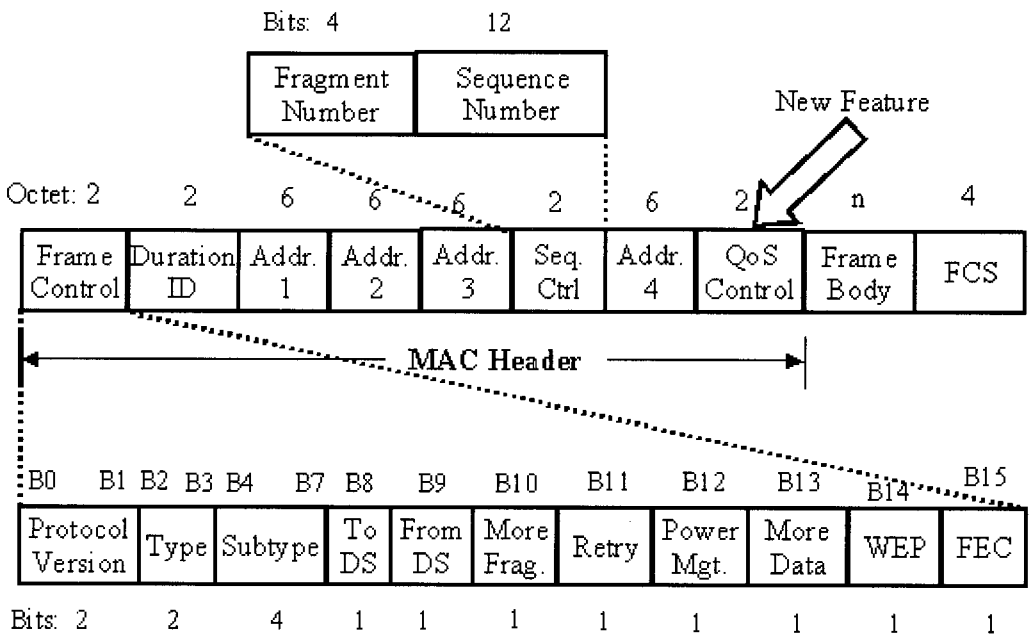 Bits: 4 12
Fragment Number Sequence Number
New Feature
Octet: 2 2 6 6 6 2 6 2 n 4
Frame Control Duration ID Addr. 1 Addr. 2 Addr. 3 Seq. Ctrl Addr. 4 QoS Control Frame Body FCS
MAC Header
B0 B1 B2 B3 B4 B7 B8 B9 B10 B11 B12 B13 B14 B15
Protocol Version Type Subtype To DS From DS More Frag. Retry Power Mgt. More Data WEP FEC
Bits: 2 2 4 1 1 1 1 1 1 1 1